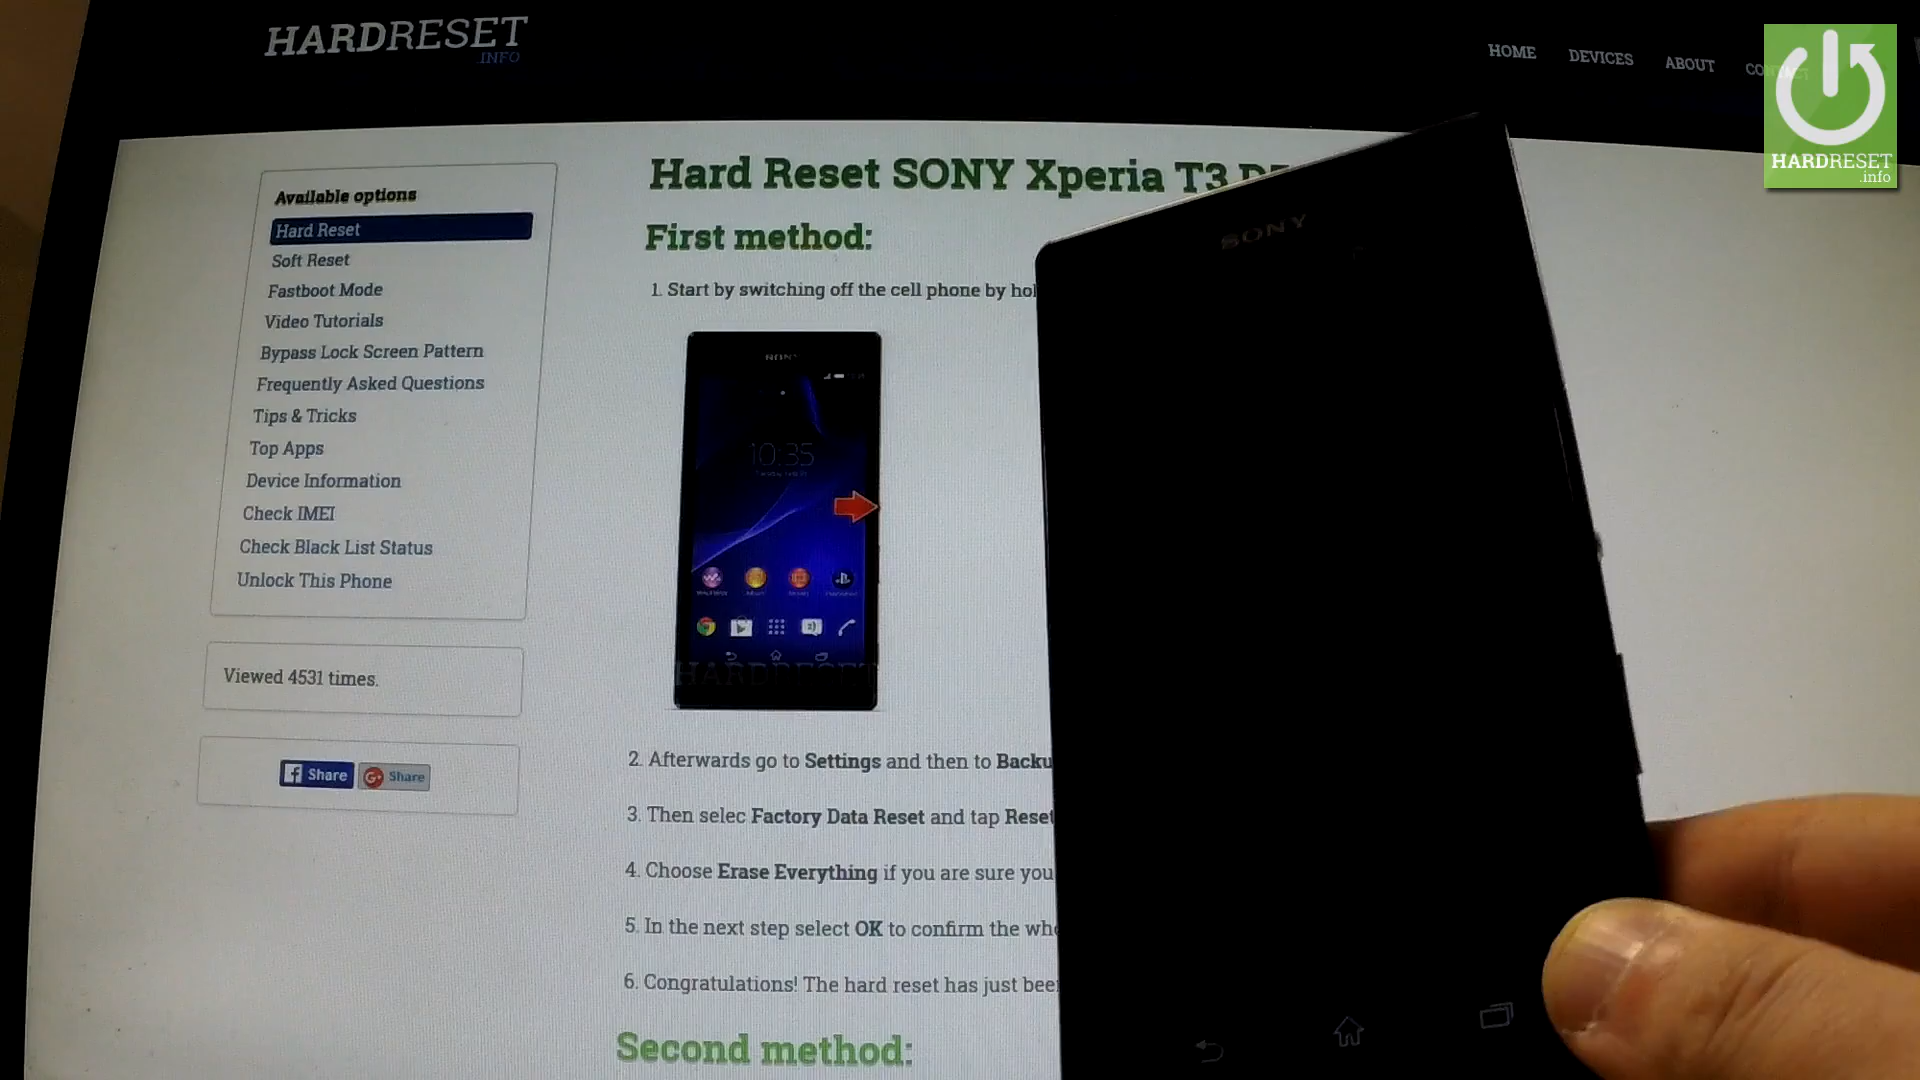 HARDRESET
.INFO
HOME DEVICES ABOUT CONTACT
HARDRESET
.info
Available options
Hard Reset
Soft Reset
Fastboot Mode
Video Tutorials
Bypass Lock Screen Pattern
Frequently Asked Questions
Tips & Tricks
Top Apps
Device Information
Check IMEI
Check Black List Status
Unlock This Phone
Viewed 4531 times.
Share Share
Hard Reset SONY Xperia T3
First method:
1. Start by switching off the cell phone by hol
SONY
10:35
HARDRESET
2. Afterwards go to Settings and then to Backu
3. Then selec Factory Data Reset and tap Reset
4. Choose Erase Everything if you are sure you
5. In the next step select OK to confirm the who
6. Congratulations! The hard reset has just bee
Second method:
SONY